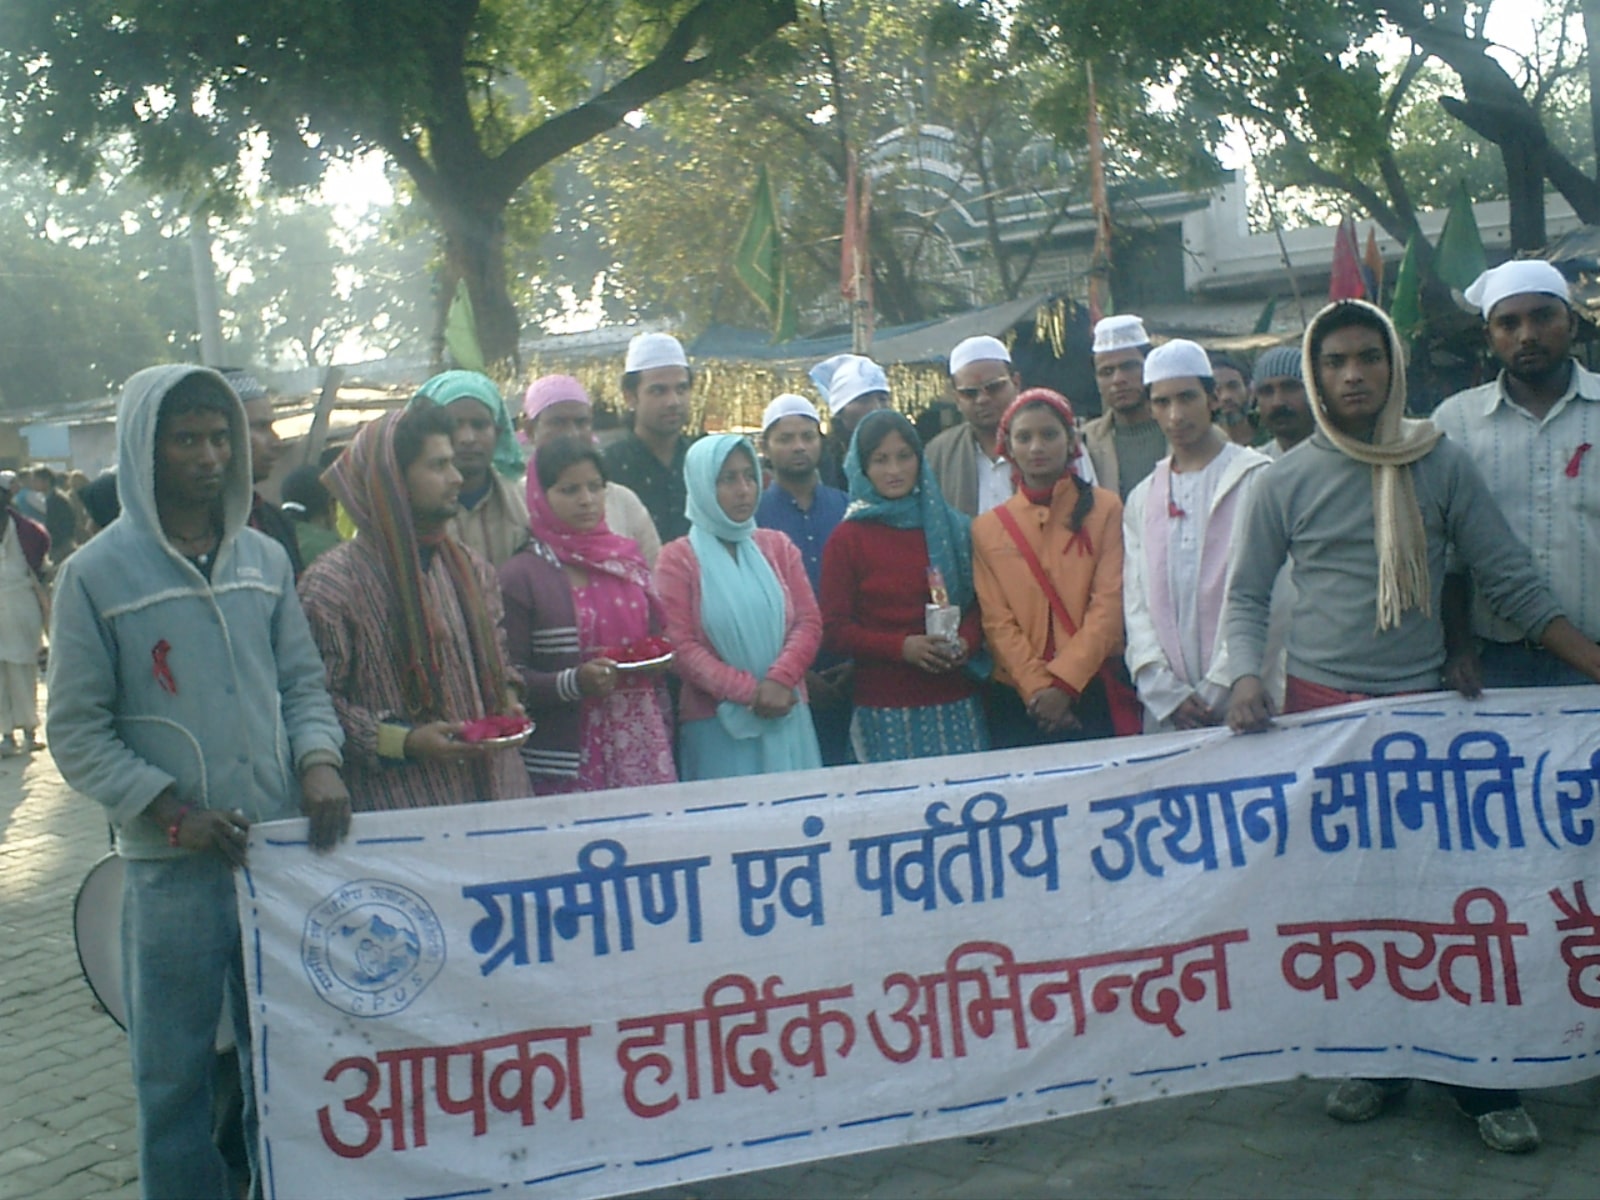 ग्रामीण एवं पर्वतीय उत्थान समिति (र
आपका हार्दिक अभिनन्दन करती है
G.P.U.S